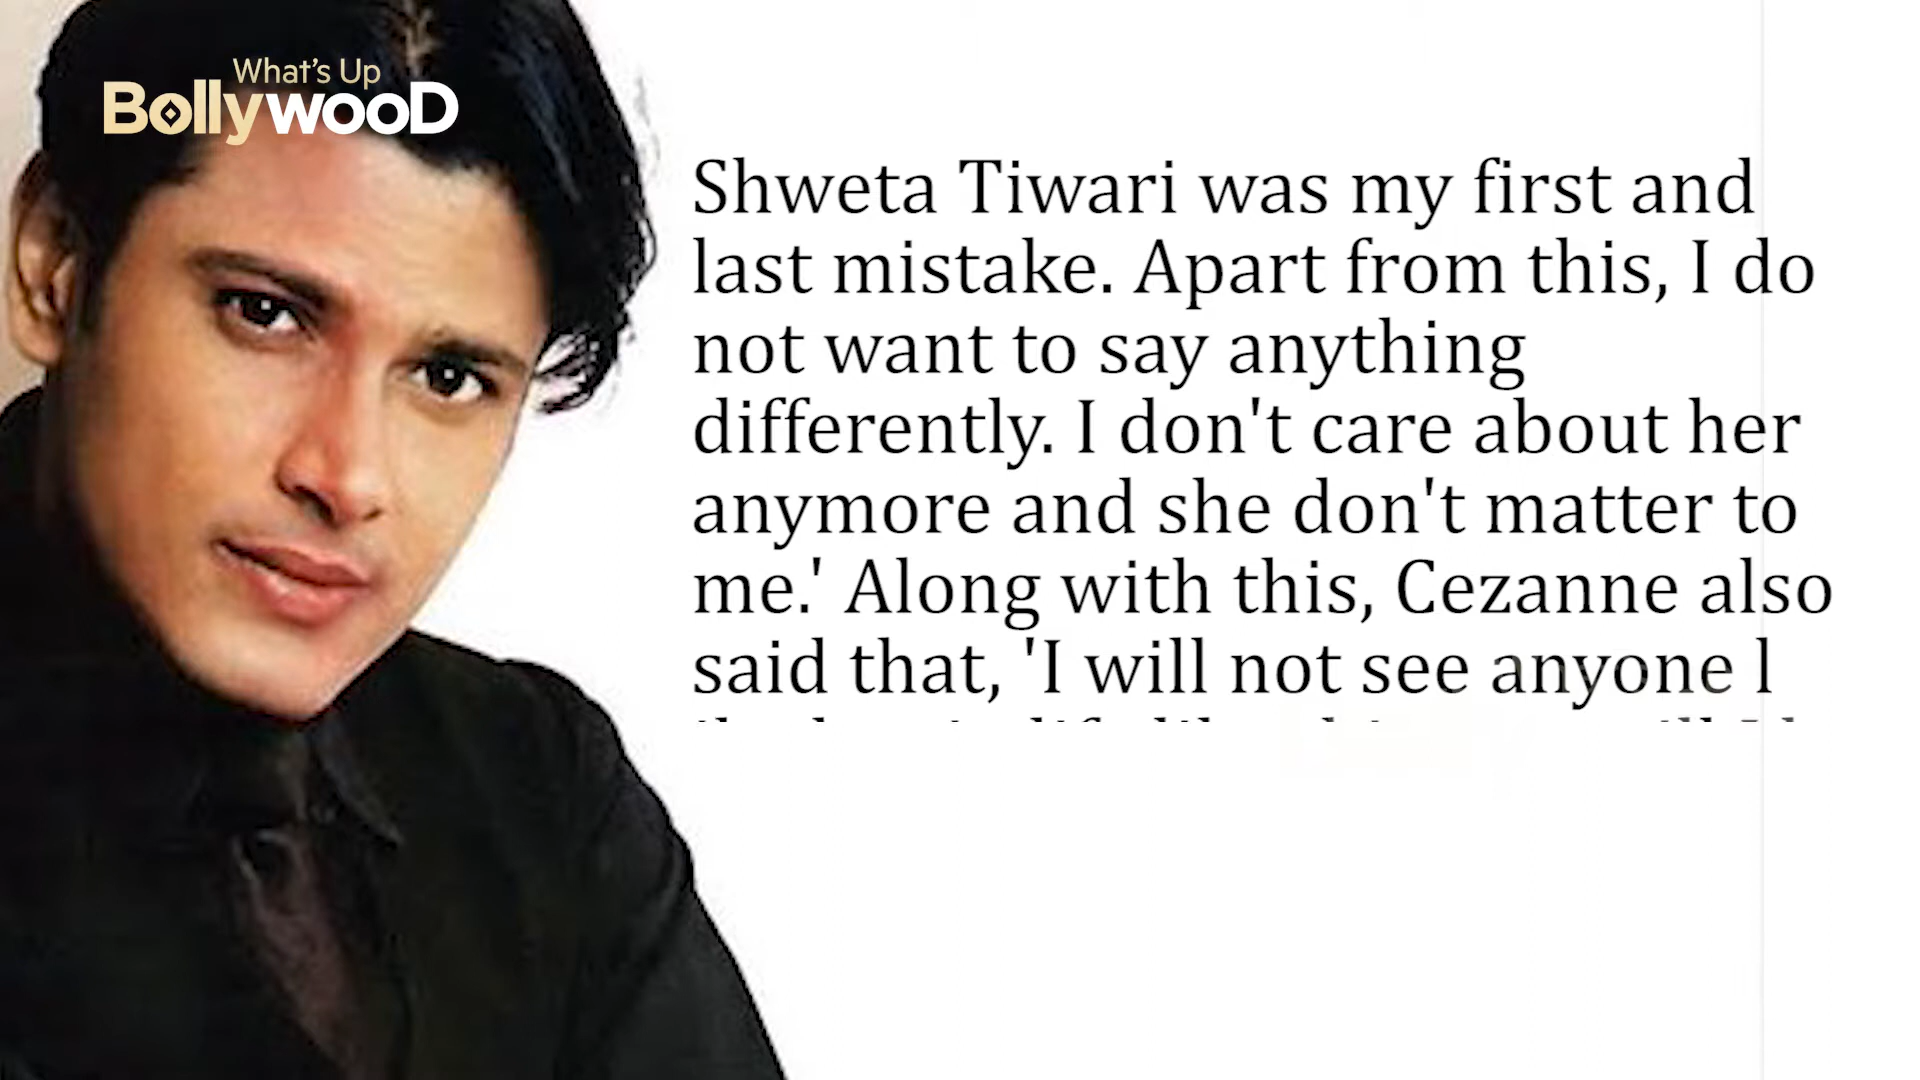 What's Up
BollywooD
Shweta Tiwari was my first and
last mistake. Apart from this, I do
not want to say anything
differently. I don't care about her
anymore and she don't matter to
me.' Along with this, Cezanne also
said that, 'I will not see anyone l